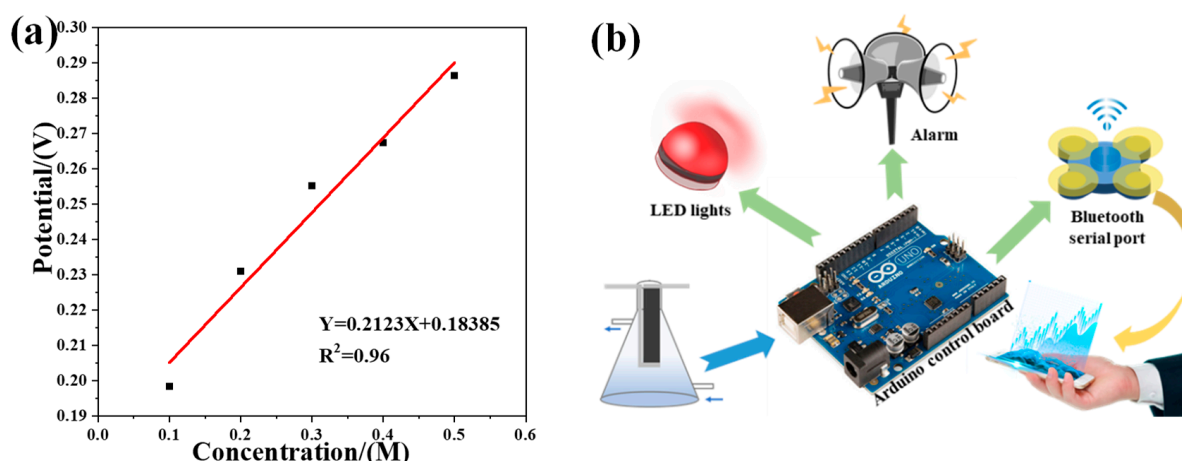 (a)
0.30
0.29
0.28
0.27
0.26
0.25
0.24
0.23
0.22
0.21
0.20
0.19
Potential/(V)
Y=0.2123X+0.18385
R²=0.96
0.0 0.1 0.2 0.3 0.4 0.5 0.6
Concentration/(M)
(b)
Alarm
LED lights
Bluetooth
serial port
UNO
ARDUINO
Arduino control board